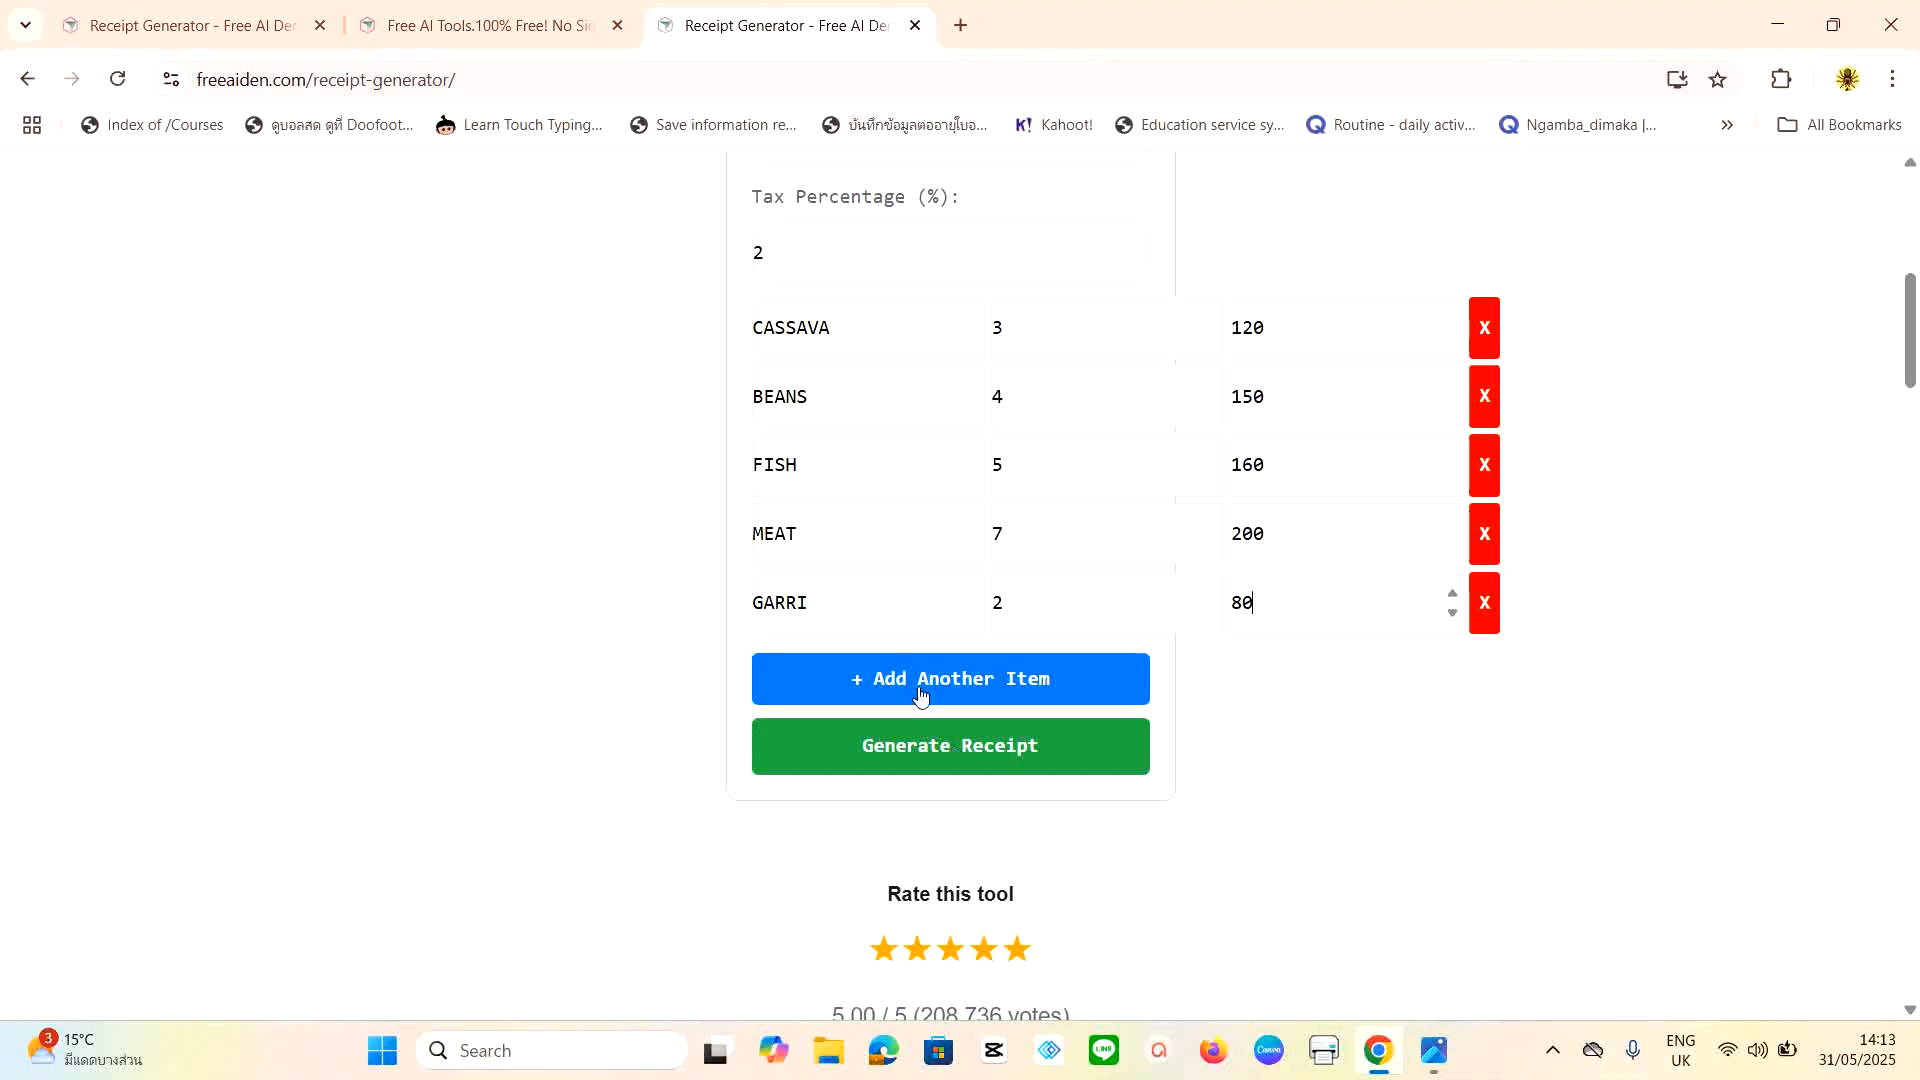 Receipt Generator - Free AI De
Free AI Tools.100% Free! No Si
Receipt Generator - Free AI De
freeaiden.com/receipt-generator/
Index of /Courses
ดูบอลสด ดูที่ Doofoot...
Learn Touch Typing...
Save information re...
บันทึกข้อมูลต่ออายุใบอ...
K! Kahoot!
Education service sy...
Routine - daily activ...
Ngamba_dimaka |...
»
All Bookmarks
Tax Percentage (%):
2
CASSAVA 3 120 X
BEANS 4 150 X
FISH 5 160 X
MEAT 7 200 X
GARRI 2 80 X
+ Add Another Item
Generate Receipt
Rate this tool
5.00 / 5 (208,736 votes)
3
15°C
มีแดดบางส่วน
Search
LINE
Canva
ENG
UK
14:13
31/05/2025